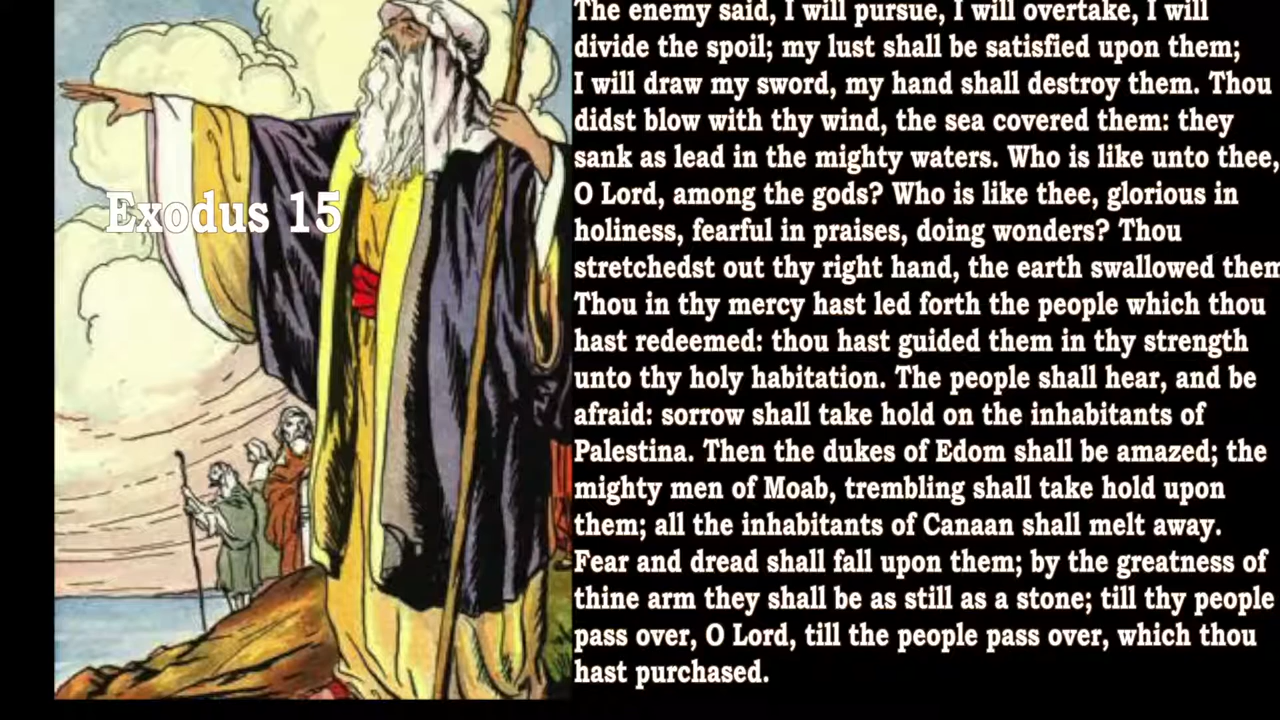 Exodus 15
The enemy said, I will pursue, I will overtake, I will
divide the spoil; my lust shall be satisfied upon them;
I will draw my sword, my hand shall destroy them. Thou
didst blow with thy wind, the sea covered them: they
sank as lead in the mighty waters. Who is like unto thee,
O Lord, among the gods? Who is like thee, glorious in
holiness, fearful in praises, doing wonders? Thou
stretchedst out thy right hand, the earth swallowed them
Thou in thy mercy hast led forth the people which thou
hast redeemed: thou hast guided them in thy strength
unto thy holy habitation. The people shall hear, and be
afraid: sorrow shall take hold on the inhabitants of
Palestina. Then the dukes of Edom shall be amazed; the
mighty men of Moab, trembling shall take hold upon
them; all the inhabitants of Canaan shall melt away.
Fear and dread shall fall upon them; by the greatness of
thine arm they shall be as still as a stone; till thy people
pass over, O Lord, till the people pass over, which thou
hast purchased.